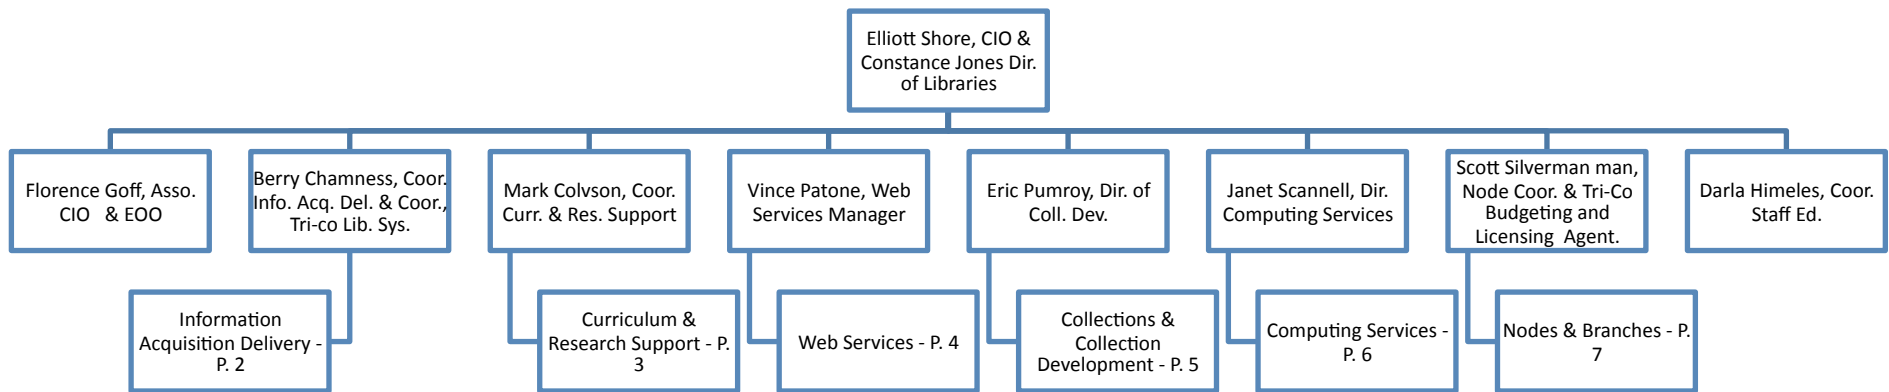 Elliott Shore, CIO &
Constance Jones Dir.
of Libraries
Florence Goff, Asso.
CIO & EOO
Berry Chamness, Coor.
Info. Acq. Del. & Coor.,
Tri-co Lib. Sys.
Mark Colvson, Coor.
Curr. & Res. Support
Vince Patone, Web
Services Manager
Eric Pumroy, Dir. of
Coll. Dev.
Janet Scannell, Dir.
Computing Services
Scott Silverman man,
Node Coor. & Tri-Co
Budgeting and
Licensing Agent.
Darla Himeles, Coor.
Staff Ed.
Information
Acquisition Delivery -
P. 2
Curriculum &
Research Support - P.
3
Web Services - P. 4
Collections &
Collection
Development - P. 5
Computing Services -
P. 6
Nodes & Branches - P.
7